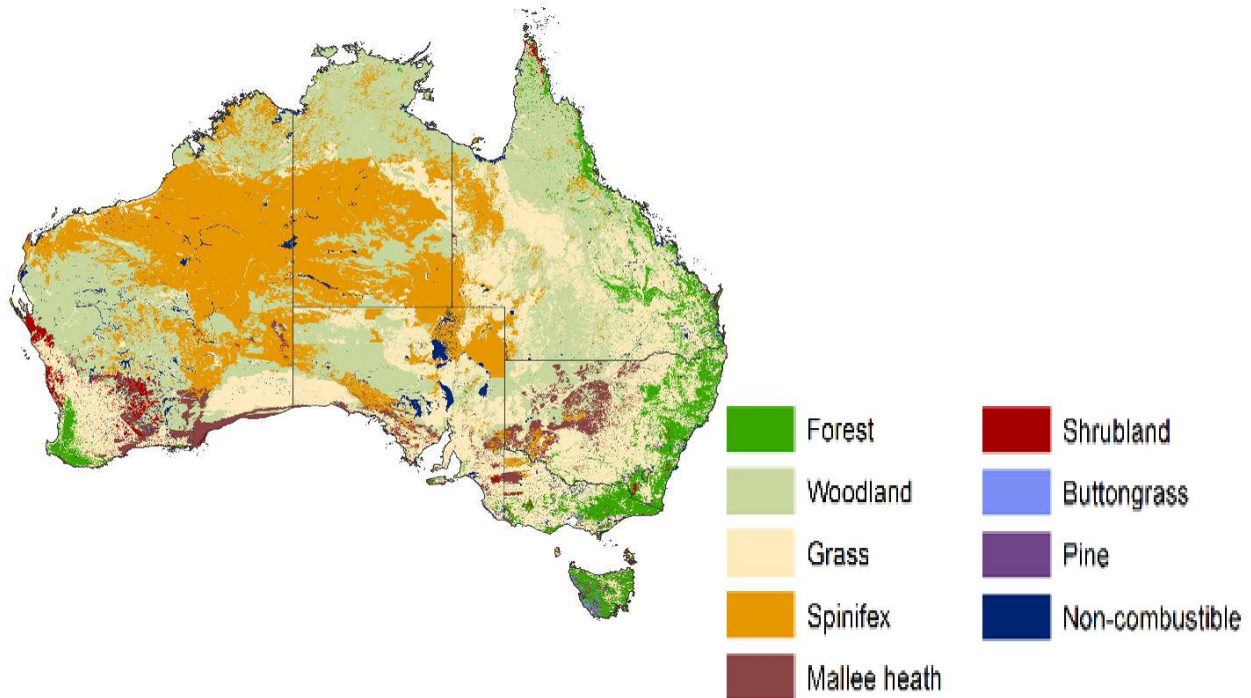 Forest
Woodland
Grass
Spinifex
Mallee heath
Shrubland
Buttongrass
Pine
Non-combustible